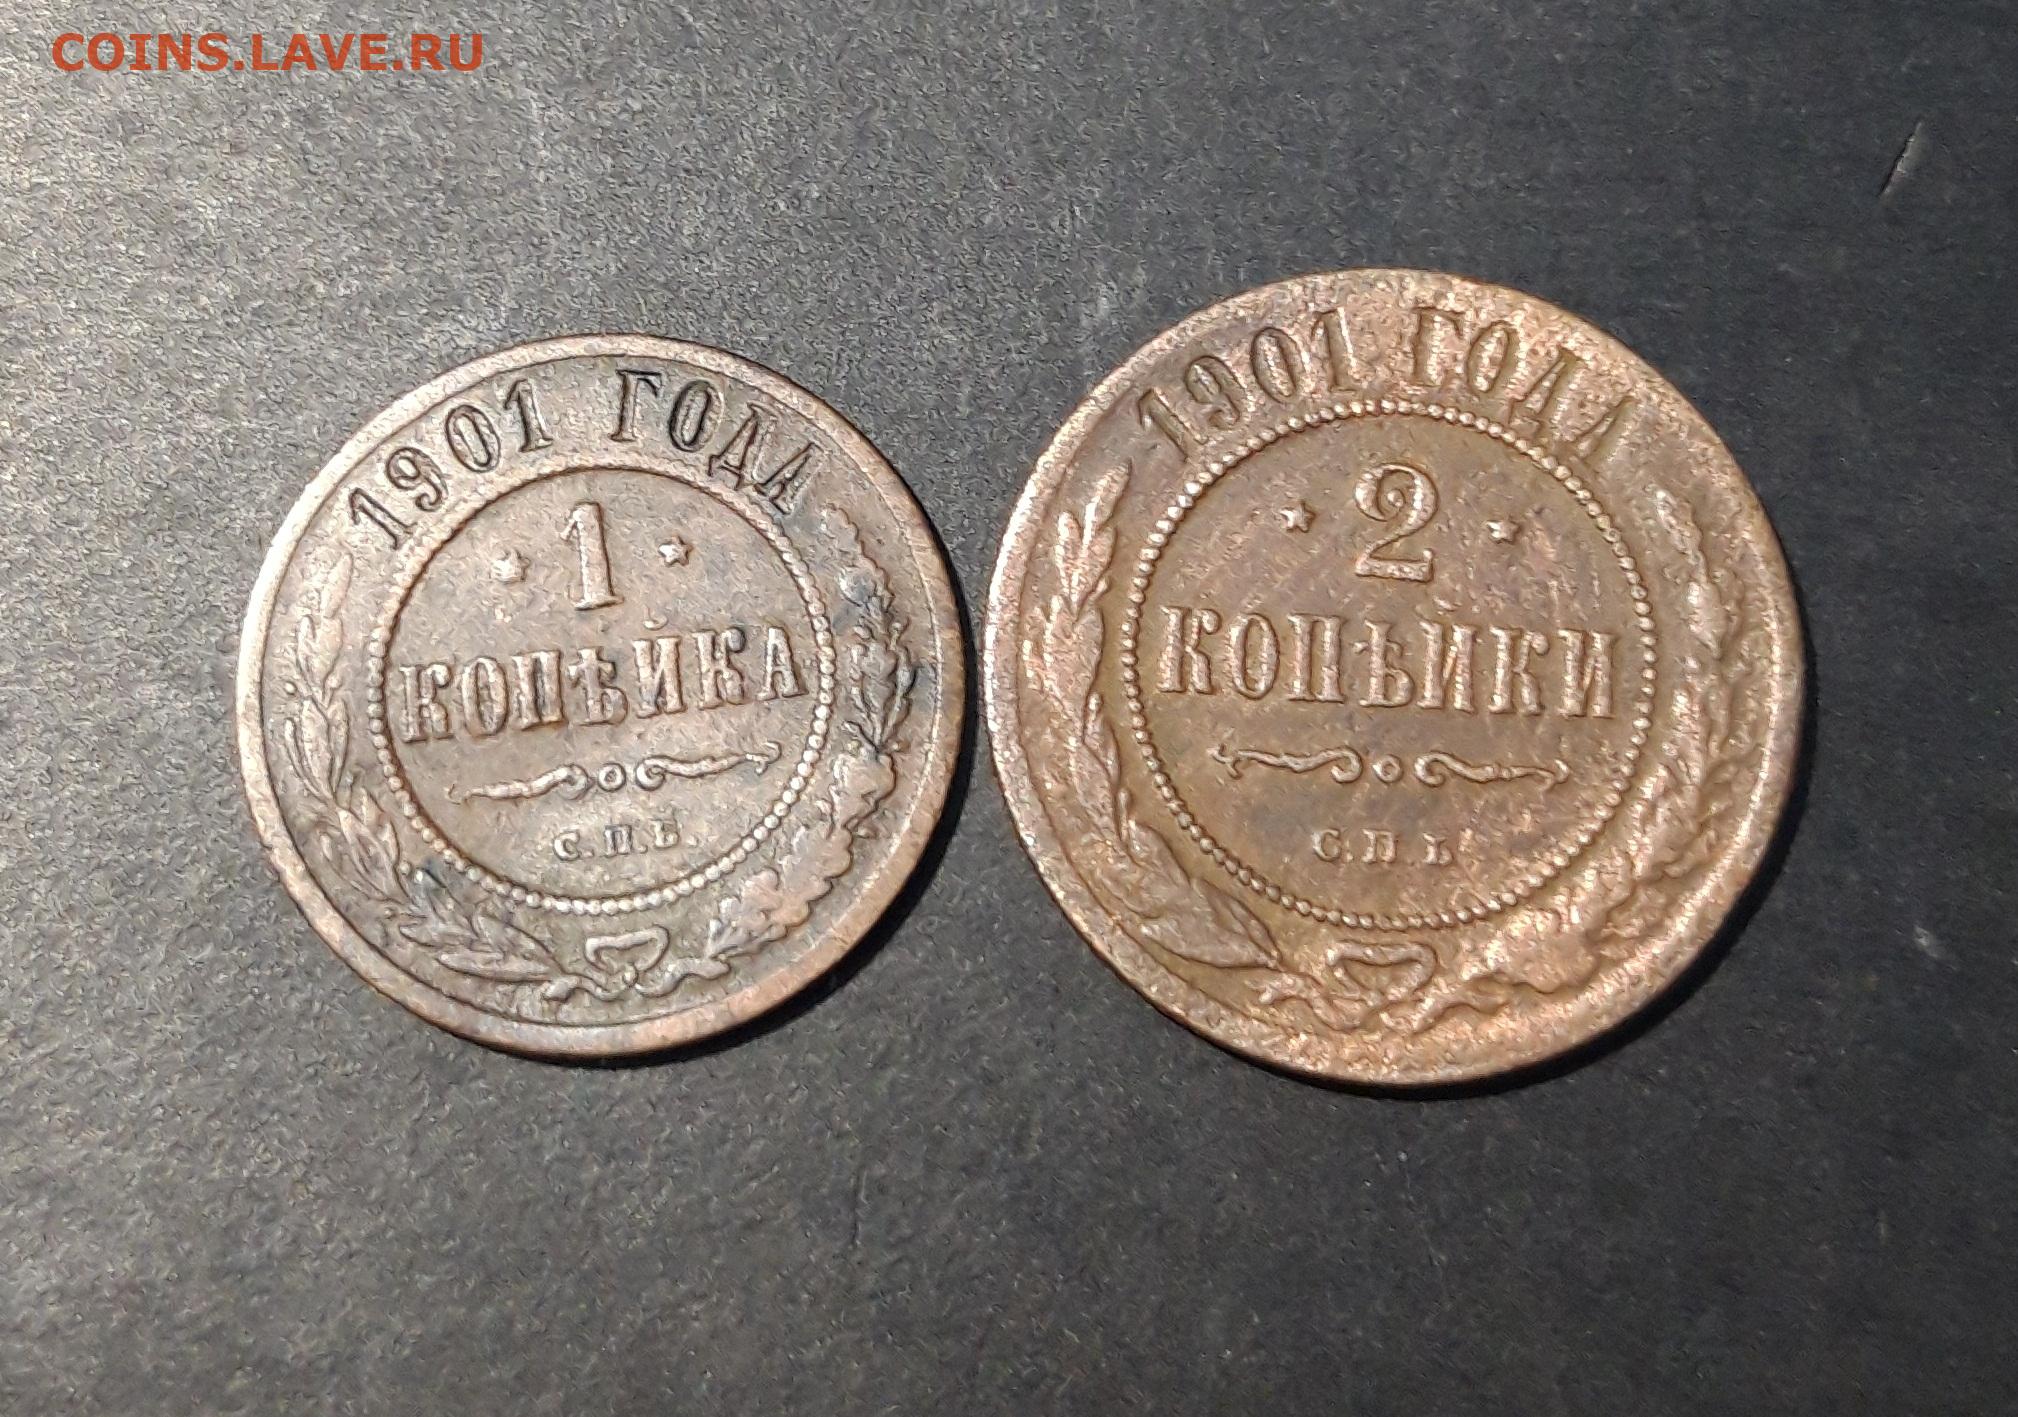 COINS.LAVE.RU
1901 ГОДА
1
КОПѢЙКА
С.П.Б.
1901 ГОДА
2
КОПѢЙКИ
С.П.Б.